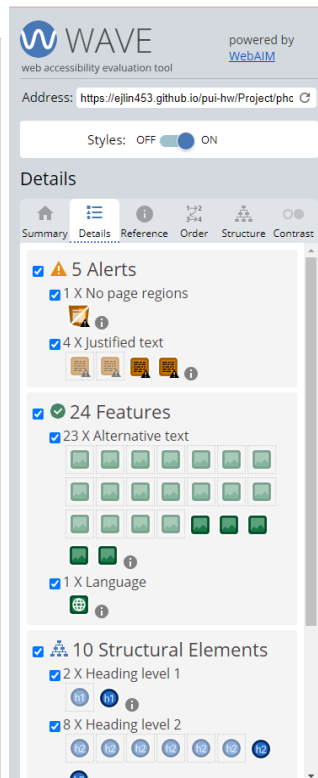 WAVE
web accessibility evaluation tool
powered by
WebAIM
Address: https://ejlin453.github.io/pui-hw/Project/phc
Styles: OFF ON
Details
Summary Details Reference Order Structure Contrast
5 Alerts
1 X No page regions
4 X Justified text
24 Features
23 X Alternative text
1 X Language
10 Structural Elements
2 X Heading level 1
h1 h1
8 X Heading level 2
h2 h2 h2 h2 h2 h2 h2